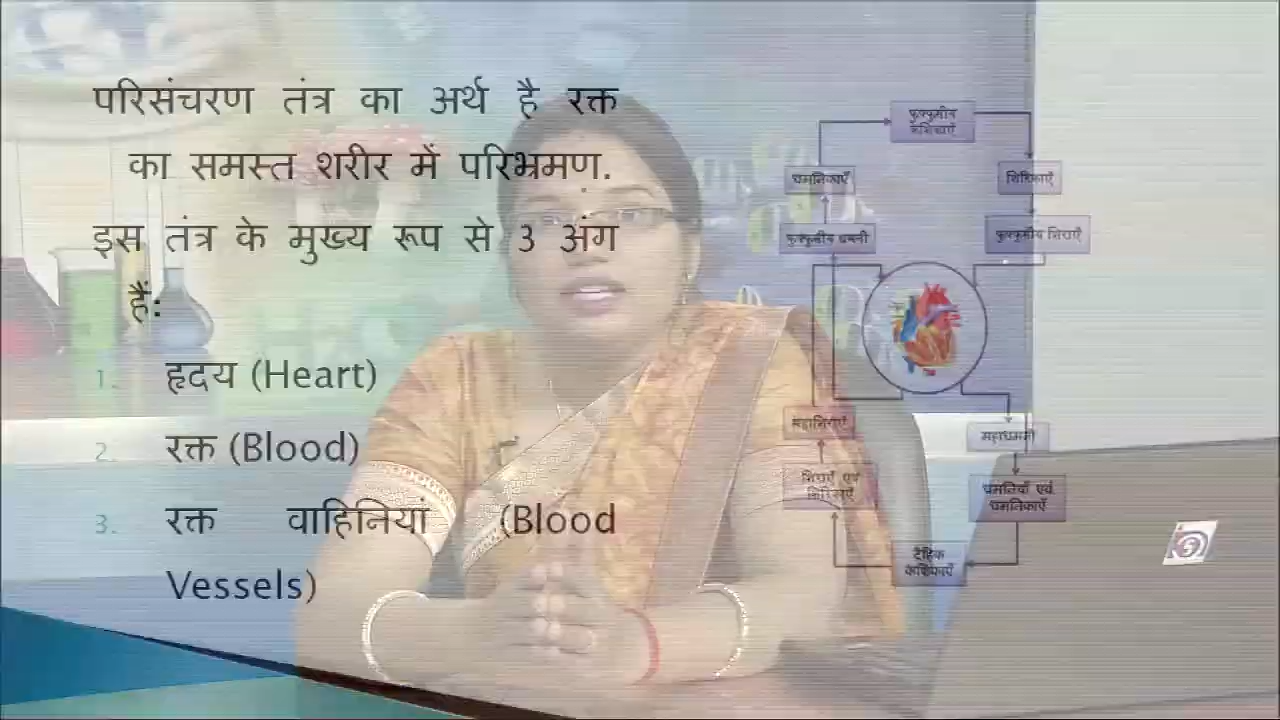 परिसंचरण तंत्र का अर्थ है रक्त
का समस्त शरीर में परिभ्रमण.
इस तंत्र के मुख्य रूप से 3 अंग
हैं:
1. हृदय (Heart)
2. रक्त (Blood)
3. रक्त वाहिनियां (Blood
Vessels)
फुफ्फुसीय
केशिकाएँ
धमनिकाएँ
शिरिकाएँ
फुफ्फुसीय धमनी
फुफ्फुसीय शिराएँ
महाशिराएँ
महाधमनी
शिराएँ एवं
शिरिकाएँ
धमनियाँ एवं
धमनिकाएँ
दैहिक
केशिकाएँ